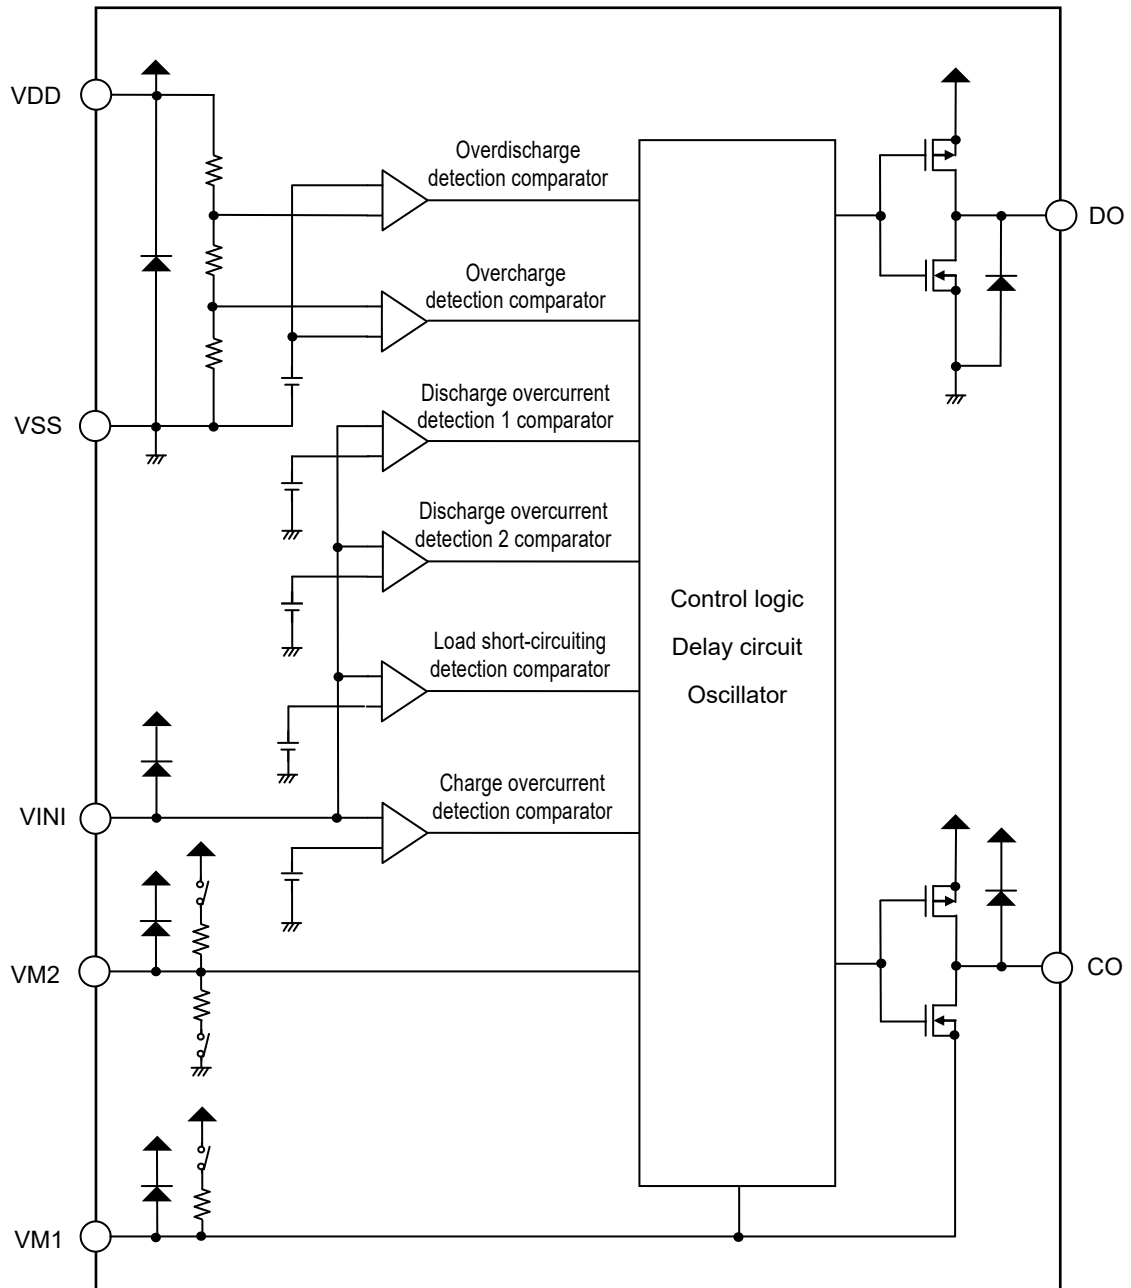 VDD
Overdischarge
detection comparator
DO
Overcharge
detection comparator
VSS
Discharge overcurrent
detection 1 comparator
Discharge overcurrent
detection 2 comparator
Control logic
Delay circuit
Oscillator
Load short-circuiting
detection comparator
VINI
Charge overcurrent
detection comparator
VM2
CO
VM1